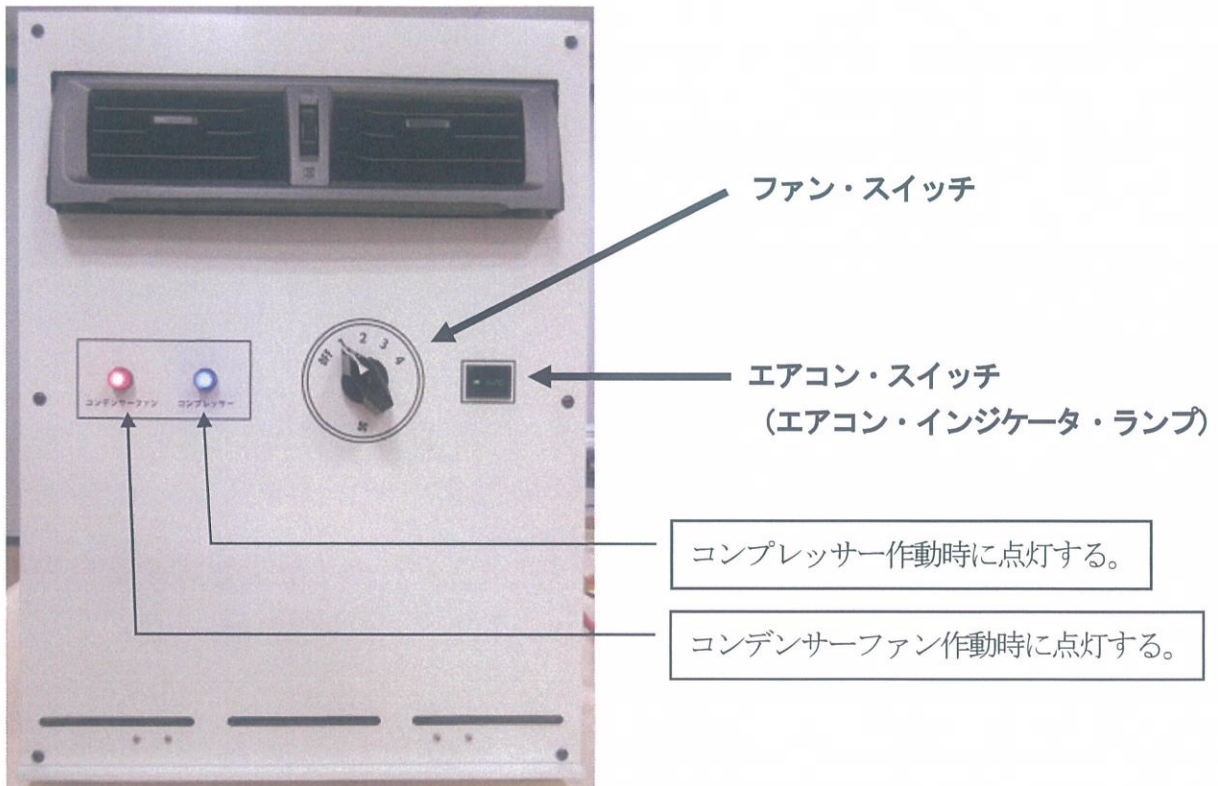 ファン・スイッチ
OFF 1 2 3 4
エアコン・スイッチ
(エアコン・インジケータ・ランプ)
コンデンサーファン コンプレッサー
コンプレッサー作動時に点灯する。
コンデンサーファン作動時に点灯する。